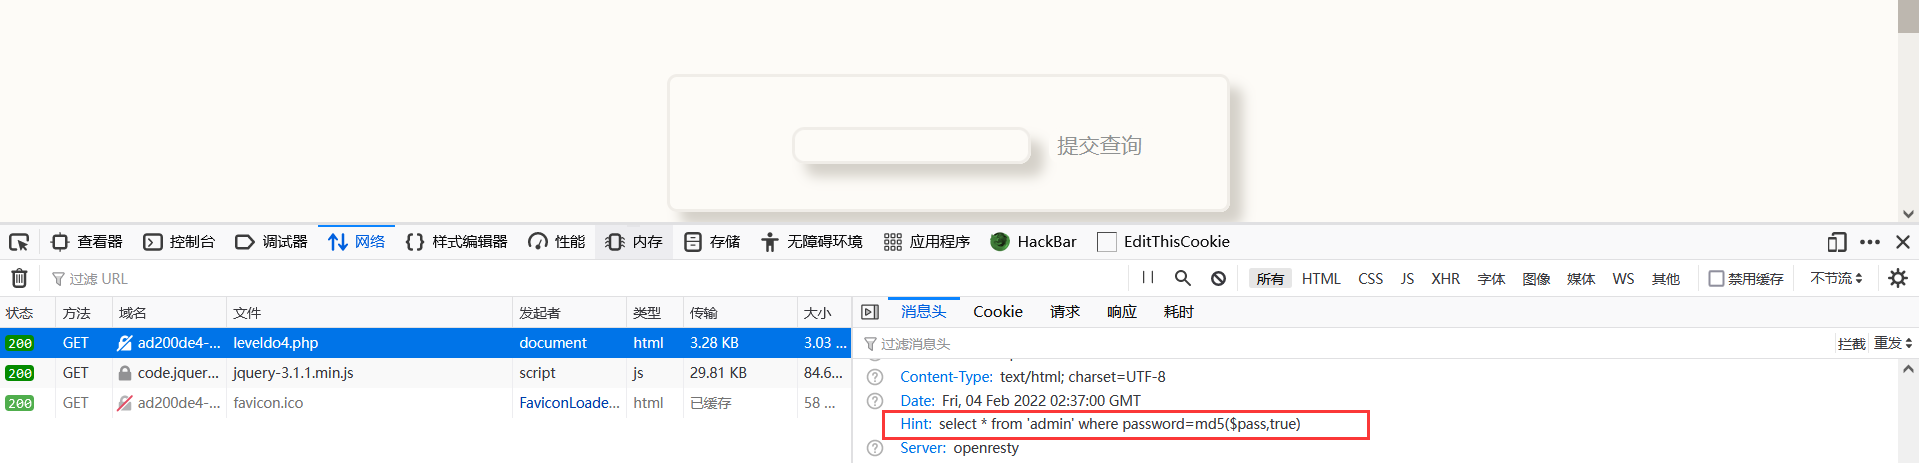 提交查询
查看器 控制台 调试器 网络 样式编辑器 性能 内存 存储 无障碍环境 应用程序 HackBar EditThisCookie
过滤 URL 所有 HTML CSS JS XHR 字体 图像 媒体 WS 其他 禁用缓存 不节流
状态 方法 域名 文件 发起者 类型 传输 大小 消息头 Cookie 请求 响应 耗时
200 GET ad200de4-... leveldo4.php document html 3.28 KB 3.03 ... 过滤消息头 拦截 重发
200 GET code.jquer... jquery-3.1.1.min.js script js 29.81 KB 84.6... Content-Type: text/html; charset=UTF-8
200 GET ad200de4-... favicon.ico FaviconLoade... html 已缓存 58 ... Date: Fri, 04 Feb 2022 02:37:00 GMT
Hint: select * from 'admin' where password=md5($pass,true)
Server: openresty